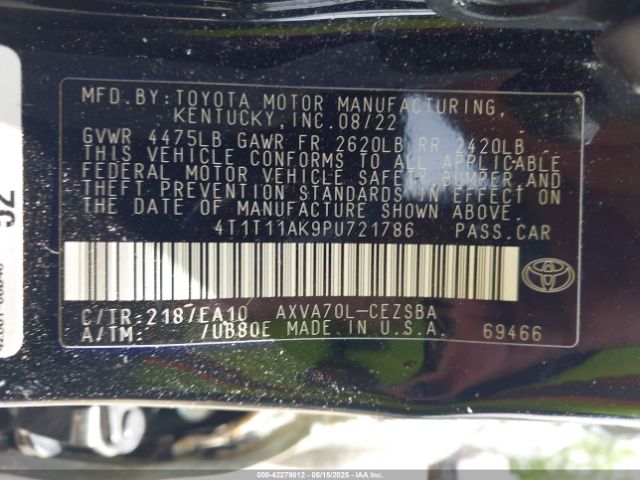 MFD.BY:TOYOTA MOTOR MANUFACTURING,
KENTUCKY, INC.08/22
GVWR 4475LB GAWR FR 2620LB RR 2420LB
THIS VEHICLE CONFORMS TO ALL APPLICABLE
FEDERAL MOTOR VEHICLE SAFETY, BUMPER,AND
THEFT PREVENTION STANDARDS IN EFFECT ON
THE DATE OF MANUFACTURE SHOWN ABOVE.
4T1T11AK9PU721786 PASS.CAR
C/TR:218/EA10 AXVA70L-CEZSBA
A/TM: /UB80E MADE IN U.S.A. 69466
000-42279812 - 05/15/2025 - IAAI.COM